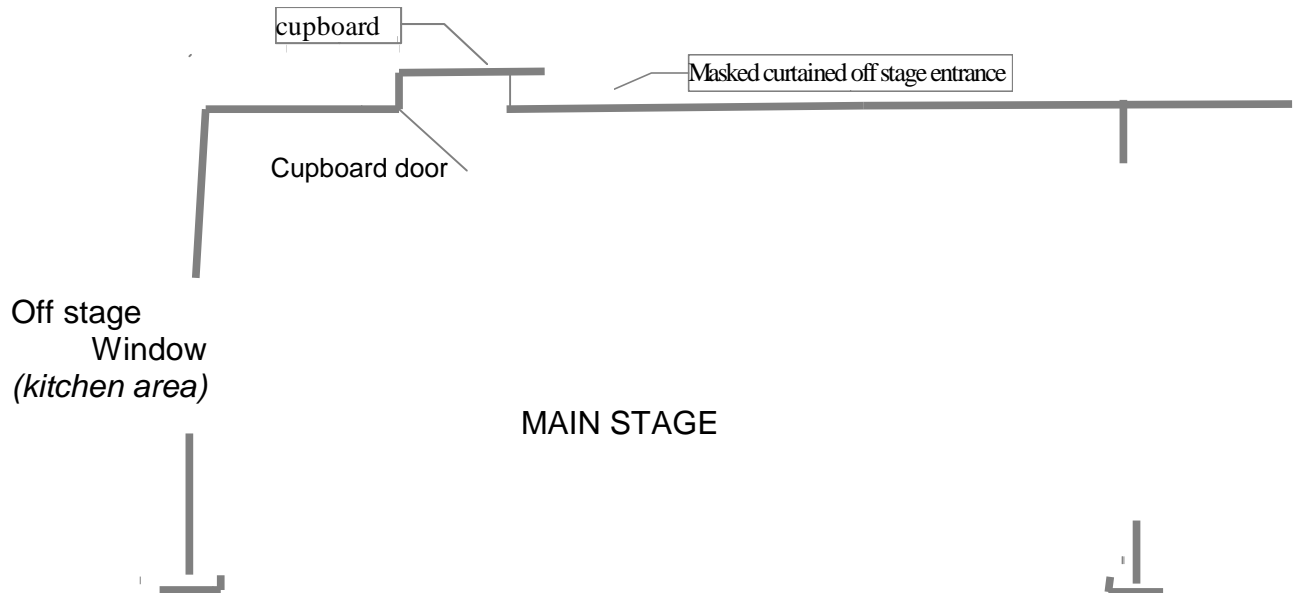 cupboard
Masked curtained off stage entrance
Cupboard door
Off stage
Window
(kitchen area)
MAIN STAGE